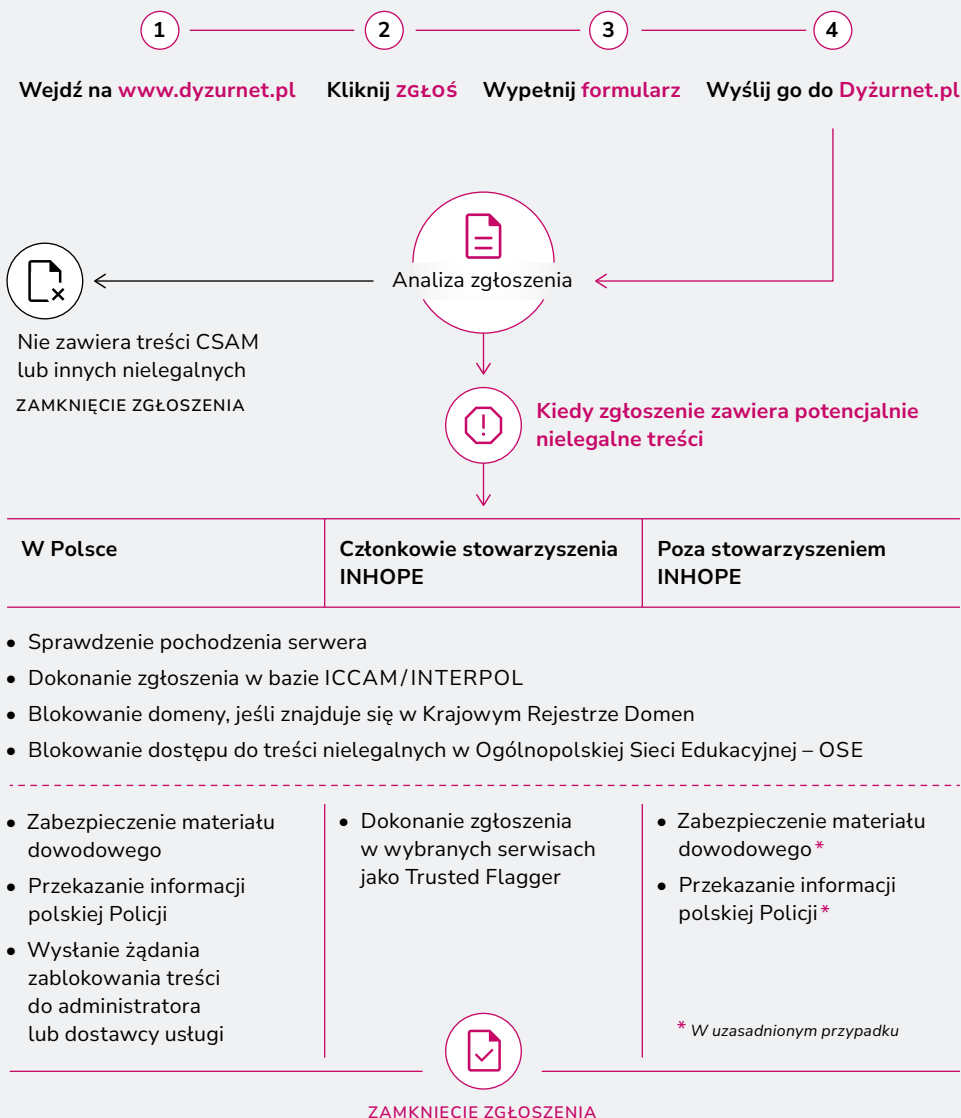 1
2
3
4
Wejdź na www.dyzurnet.pl
Kliknij ZGŁOŚ
Wypełnij formularz
Wyślij go do Dyżurnet.pl
Analiza zgłoszenia
Nie zawiera treści CSAM
lub innych nielegalnych
ZAMKNIĘCIE ZGŁOSZENIA
Kiedy zgłoszenie zawiera potencjalnie
nielegalne treści
W Polsce
Członkowie stowarzyszenia
INHOPE
Poza stowarzyszeniem
INHOPE
• Sprawdzenie pochodzenia serwera
• Dokonanie zgłoszenia w bazie ICCAM/INTERPOL
• Blokowanie domeny, jeśli znajduje się w Krajowym Rejestrze Domen
• Blokowanie dostępu do treści nielegalnych w Ogólnopolskiej Sieci Edukacyjnej – OSE
• Zabezpieczenie materiału
dowodowego
• Przekazanie informacji
polskiej Policji
• Wysłanie żądania
zablokowania treści
do administratora
lub dostawcy usługi
• Dokonanie zgłoszenia
w wybranych serwisach
jako Trusted Flagger
• Zabezpieczenie materiału
dowodowego*
• Przekazanie informacji
polskiej Policji*
* W uzasadnionym przypadku
ZAMKNIĘCIE ZGŁOSZENIA